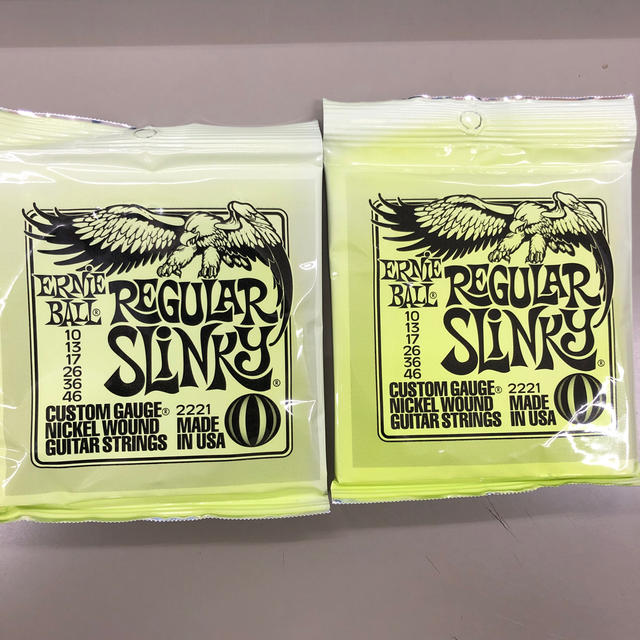 ERNIE
BALL®
REGULAR
SLINKY®
10
13
17
26
36
46
CUSTOM GAUGE®
NICKEL WOUND
GUITAR STRINGS
2221
MADE
IN USA
ERNIE
BALL®
REGULAR
SLINKY®
10
13
17
26
36
46
CUSTOM GAUGE®
NICKEL WOUND
GUITAR STRINGS
2221
MADE
IN USA